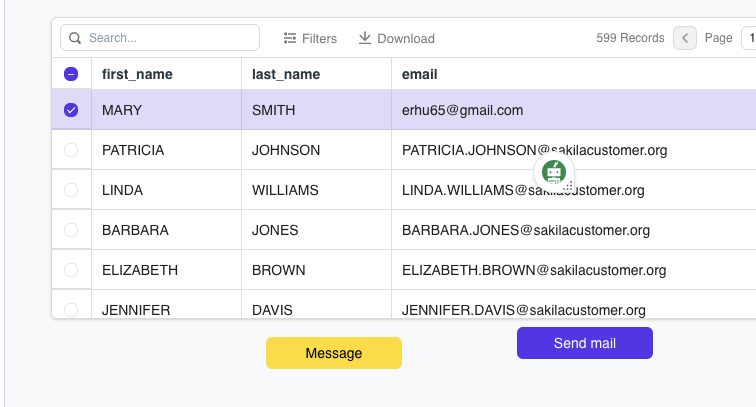 Search... Filters Download 599 Records Page 1
first_name last_name email
MARY SMITH erhu65@gmail.com
PATRICIA JOHNSON PATRICIA.JOHNSON@sakilacustomer.org
LINDA WILLIAMS LINDA.WILLIAMS@sakilacustomer.org
BARBARA JONES BARBARA.JONES@sakilacustomer.org
ELIZABETH BROWN ELIZABETH.BROWN@sakilacustomer.org
JENNIFER DAVIS JENNIFER.DAVIS@sakilacustomer.org
Message Send mail